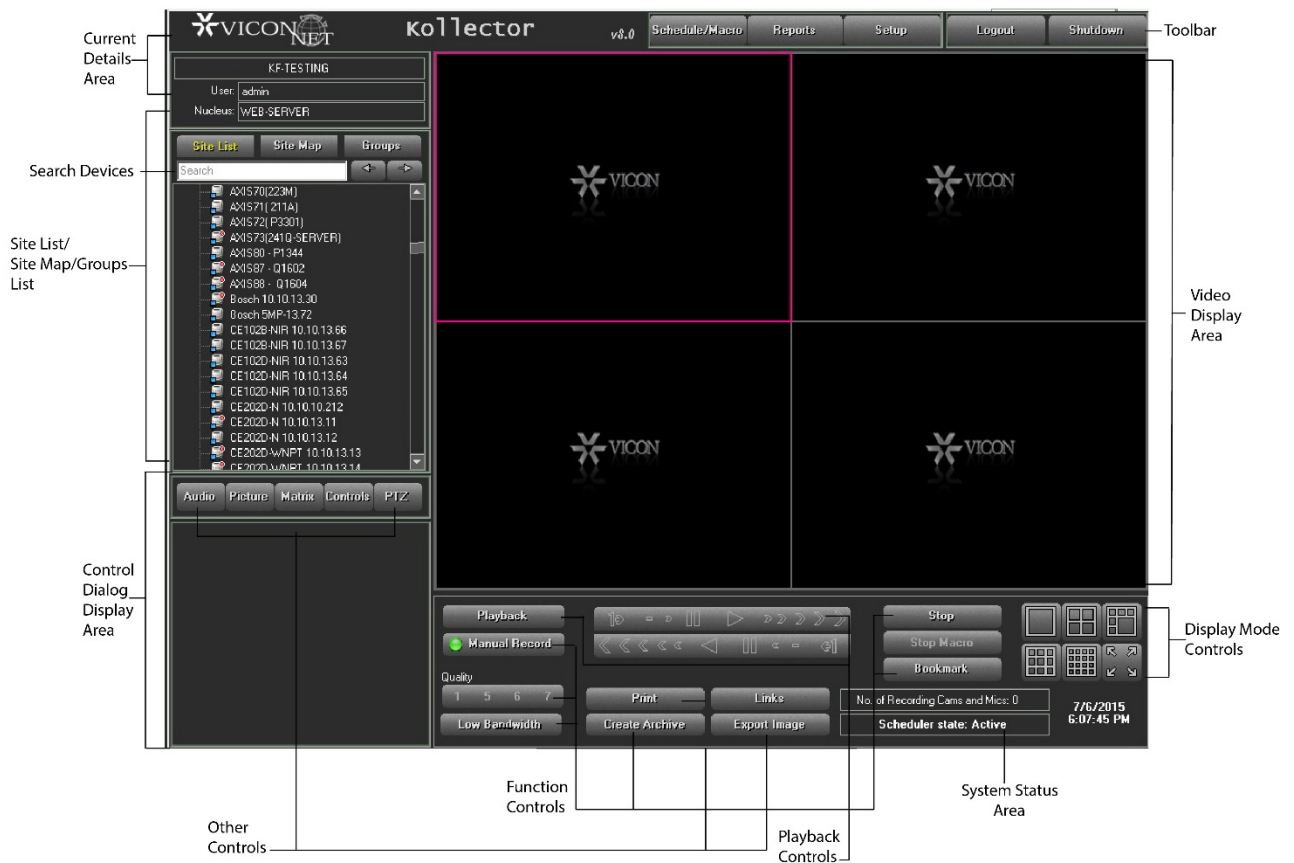 VICON NET
Kollector v8.0
Schedule/Macro Reports Setup Logout Shutdown
Toolbar
Current
Details
Area
KF-TESTING
User: admin
Nucleus: WEB-SERVER
Site List Site Map Groups
Search Devices
Search
Site List/
Site Map/Groups
List
AXIS70(223M)
AXIS71( 211A)
AXIS72( P3301)
AXIS73(241Q-SERVER)
AXIS80 - P1344
AXIS87 - Q1602
AXIS88 - Q1604
Bosch 10.10.13.30
Bosch 5MP-13.72
CE102B-NIR 10.10.13.66
CE102B-NIR 10.10.13.67
CE102D-NIR 10.10.13.63
CE102D-NIR 10.10.13.64
CE102D-NIR 10.10.13.65
CE202D-N 10.10.10.212
CE202D-N 10.10.13.11
CE202D-N 10.10.13.12
CE202D-WNPT 10.10.13.13
CE202D-WNPT 10.10.13.14
VICON
VICON
VICON
VICON
Video
Display
Area
Audio Picture Matrix Controls PTZ
Control
Dialog
Display
Area
Playback
Manual Record
Quality
1 5 6 7
Low Bandwidth
Print Links
Create Archive Export Image
Stop
Stop Macro
Bookmark
No. of Recording Cams and Mics: 0
Scheduler state: Active
7/6/2015
6:07:45 PM
Display Mode
Controls
Function
Controls
System Status
Area
Other
Controls
Playback
Controls